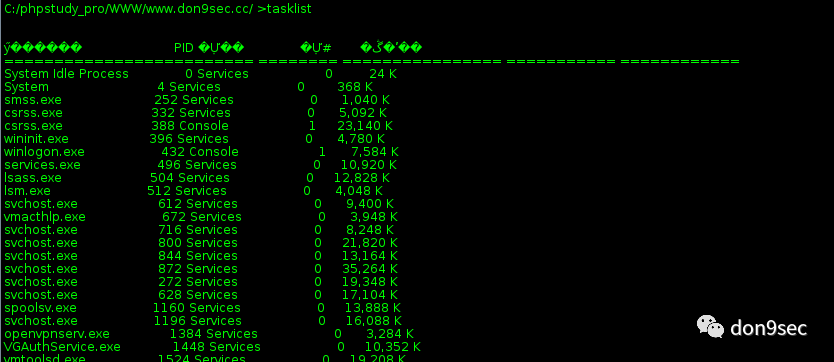 C:/phpstudy_pro/WWW/www.don9sec.cc/ >tasklist
PID
========================= ======== ================ =========== ============
System Idle Process 0 Services 0 24 K
System 4 Services 0 368 K
smss.exe 252 Services 0 1,040 K
csrss.exe 332 Services 0 5,092 K
csrss.exe 388 Console 1 23,140 K
wininit.exe 396 Services 0 4,780 K
winlogon.exe 432 Console 1 7,584 K
services.exe 496 Services 0 10,920 K
lsass.exe 504 Services 0 12,828 K
lsm.exe 512 Services 0 4,048 K
svchost.exe 612 Services 0 9,400 K
vmacthlp.exe 672 Services 0 3,948 K
svchost.exe 716 Services 0 8,248 K
svchost.exe 800 Services 0 21,820 K
svchost.exe 844 Services 0 13,164 K
svchost.exe 872 Services 0 35,264 K
svchost.exe 272 Services 0 19,348 K
svchost.exe 628 Services 0 17,104 K
spoolsv.exe 1160 Services 0 13,888 K
svchost.exe 1196 Services 0 16,088 K
openvpnserv.exe 1384 Services 0 3,284 K
VGAuthService.exe 1448 Services 0 10,352 K
vmtoolsd.exe 1524 Services 0 19,208 K
don9sec